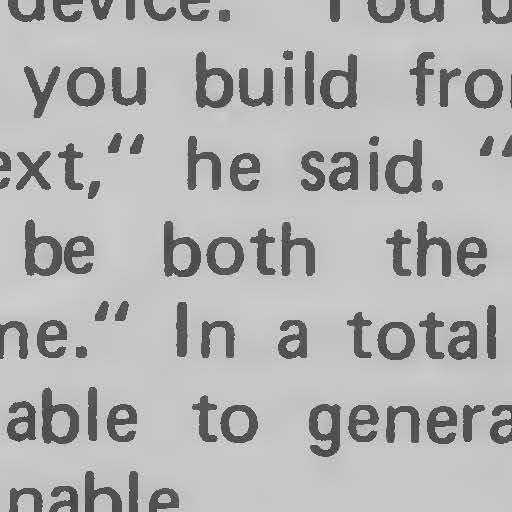 device. You b
you build fro
ext,“ he said. “
be both the
ne.“ In a total
able to genera
nable